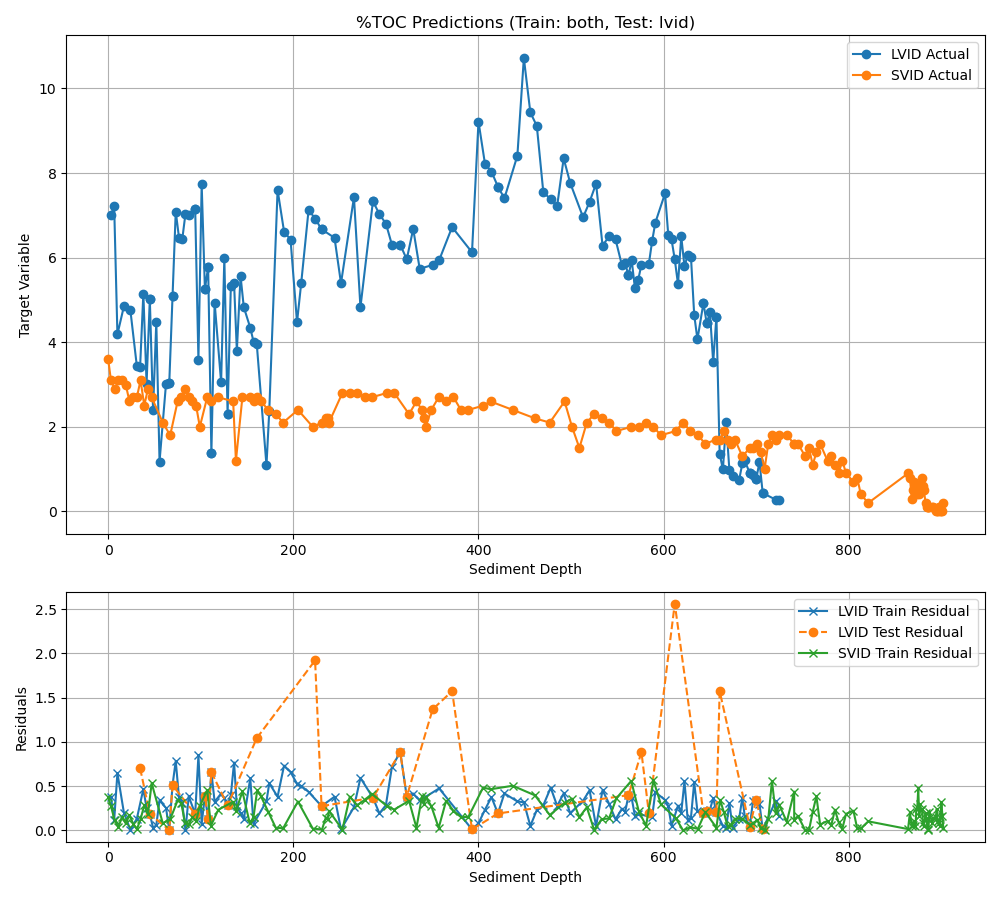 %TOC Predictions (Train: both, Test: lvid)
LVID Actual
SVID Actual
Target Variable
10
8
6
4
2
0
0 200 400 600 800
Sediment Depth
LVID Train Residual
LVID Test Residual
SVID Train Residual
Residuals
2.5
2.0
1.5
1.0
0.5
0.0
0 200 400 600 800
Sediment Depth